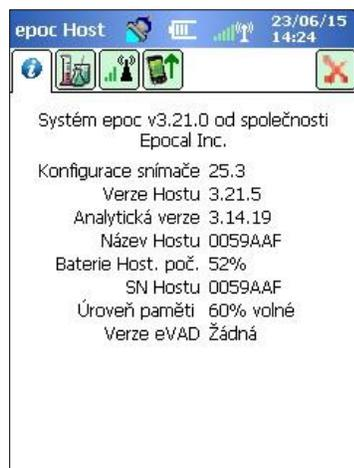 epoc Host
23/06/15
14:24
Systém epoc v3.21.0 od společnosti
Epocal Inc.
Konfigurace snímače 25.3
Verze Hostu 3.21.5
Analytická verze 3.14.19
Název Hostu 0059AAF
Baterie Host. poč. 52%
SN Hostu 0059AAF
Úroveň paměti 60% volné
Verze eVAD Žádná